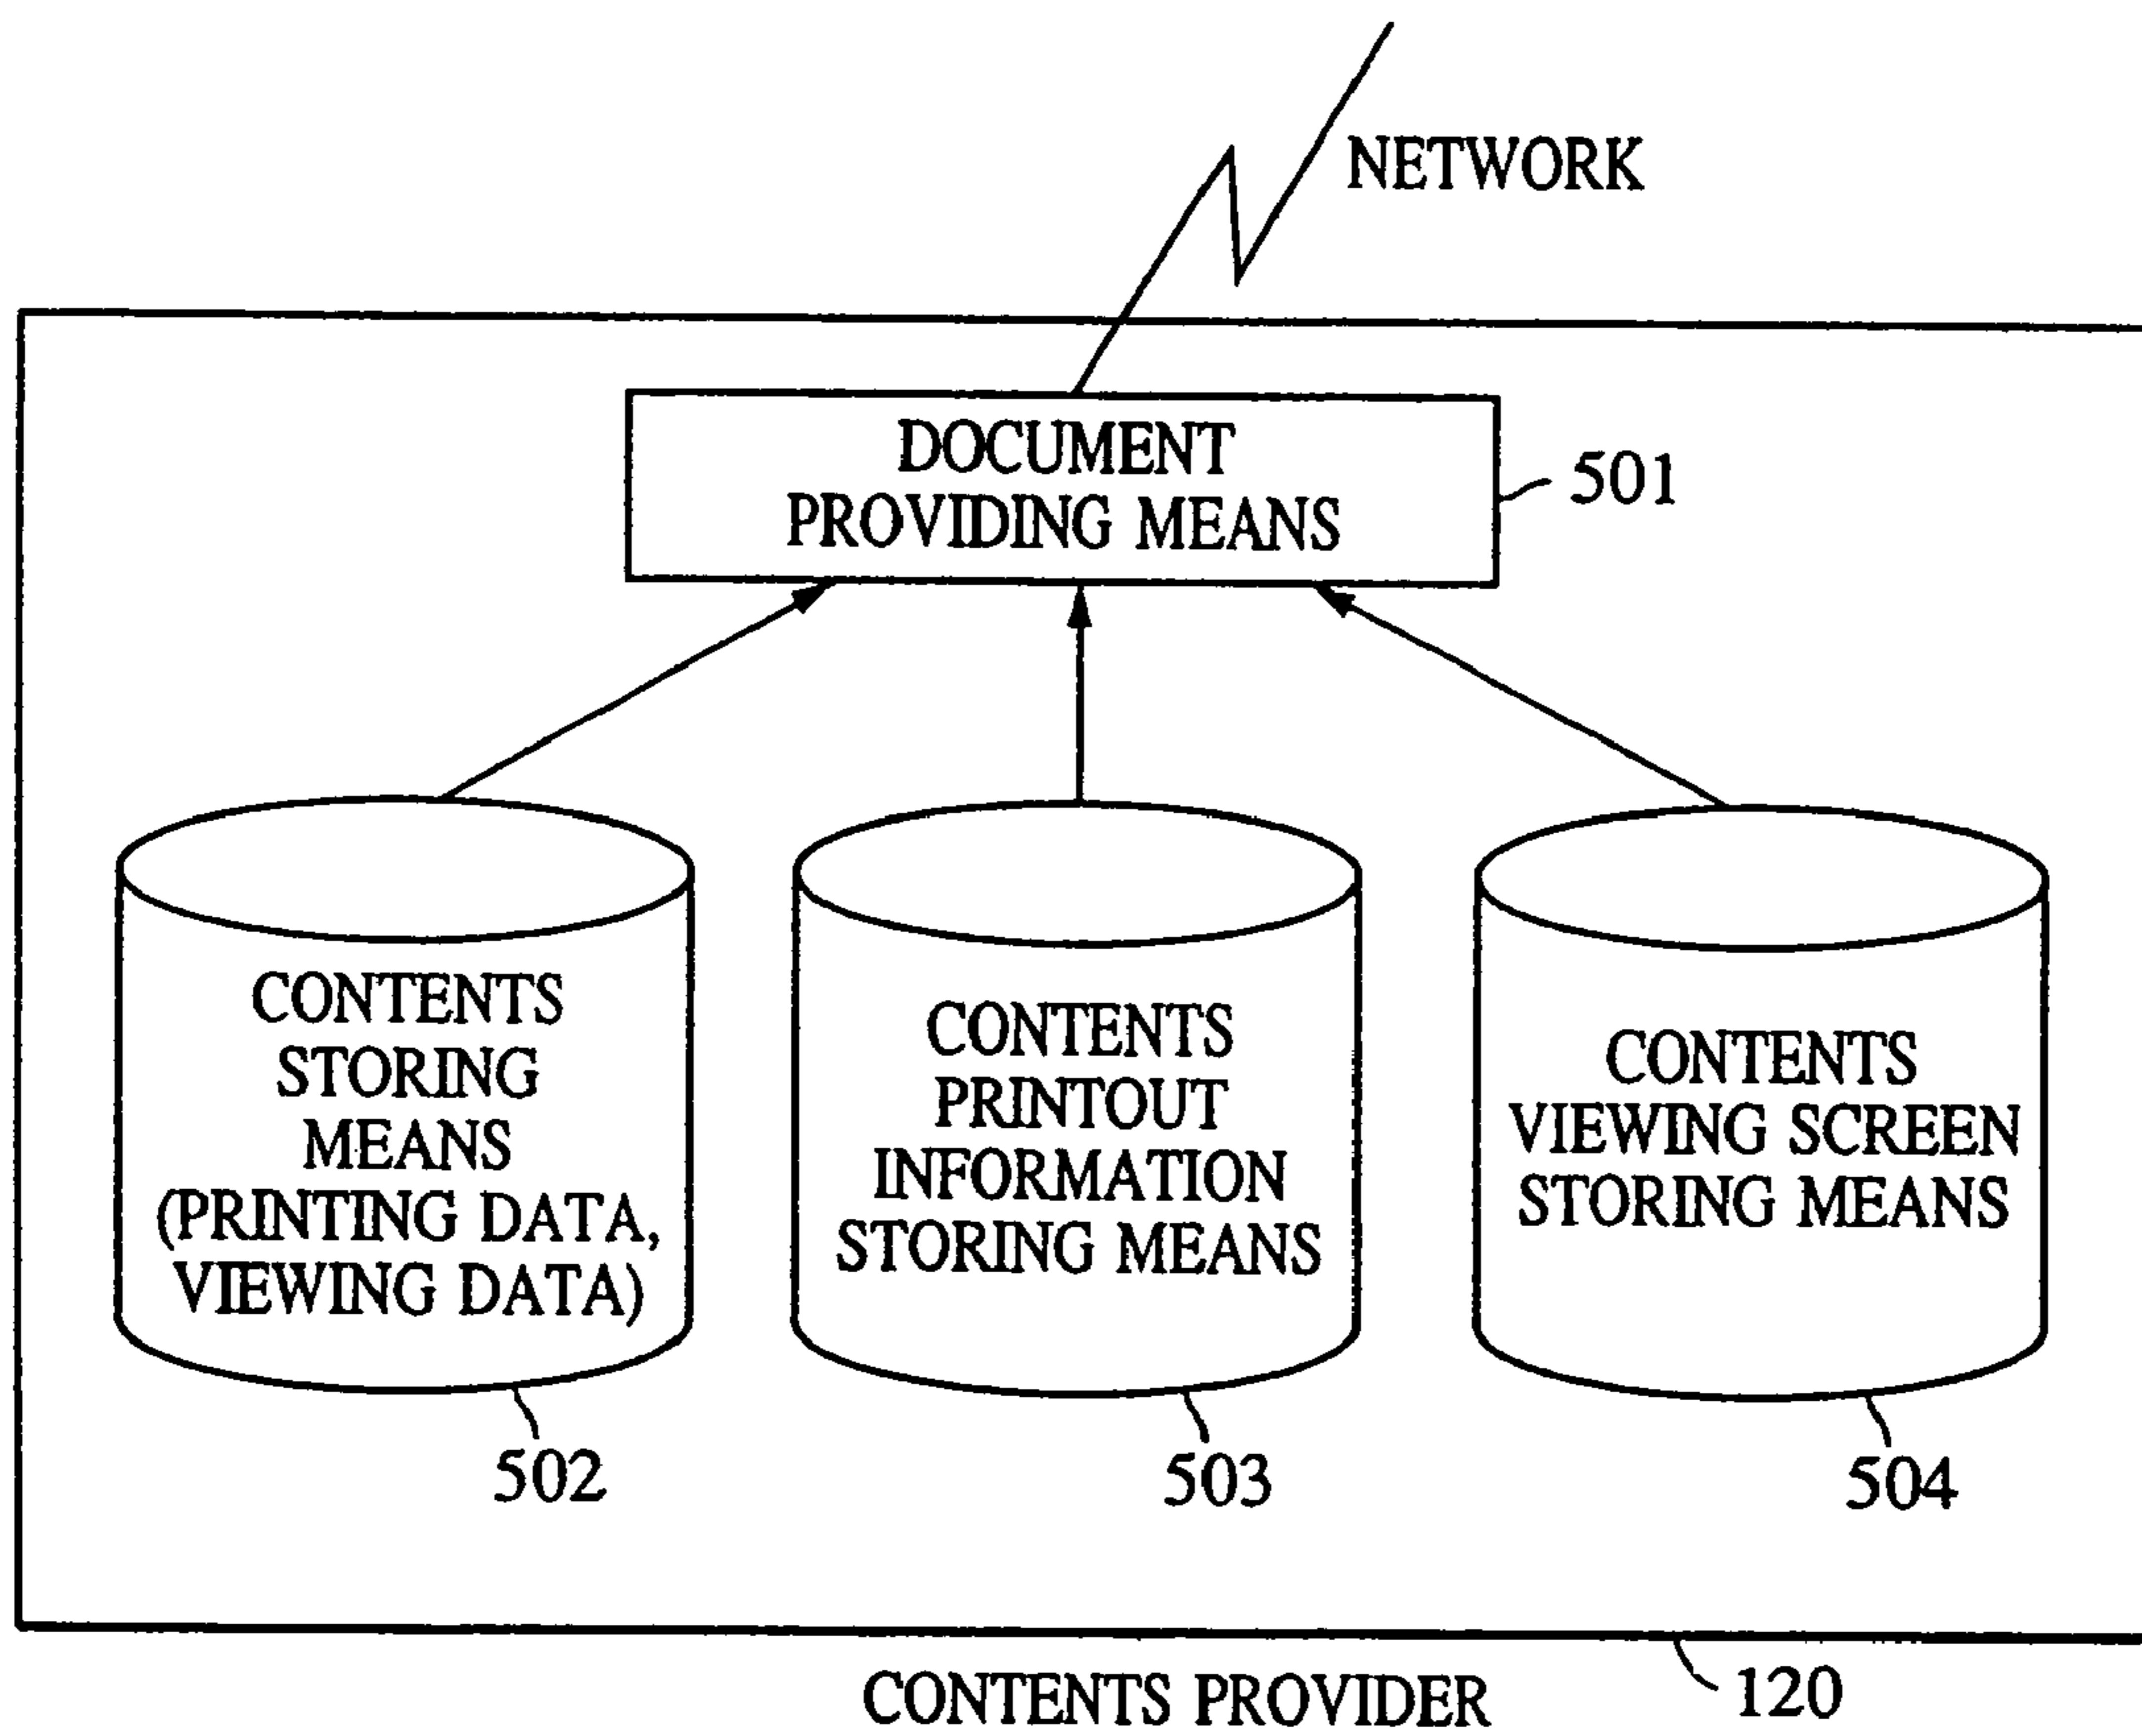 NETWORK
DOCUMENT
PROVIDING MEANS
501
CONTENTS
STORING
MEANS
(PRINTING DATA,
VIEWING DATA)
502
CONTENTS
PRINTOUT
INFORMATION
STORING MEANS
503
CONTENTS
VIEWING SCREEN
STORING MEANS
504
CONTENTS PROVIDER
120